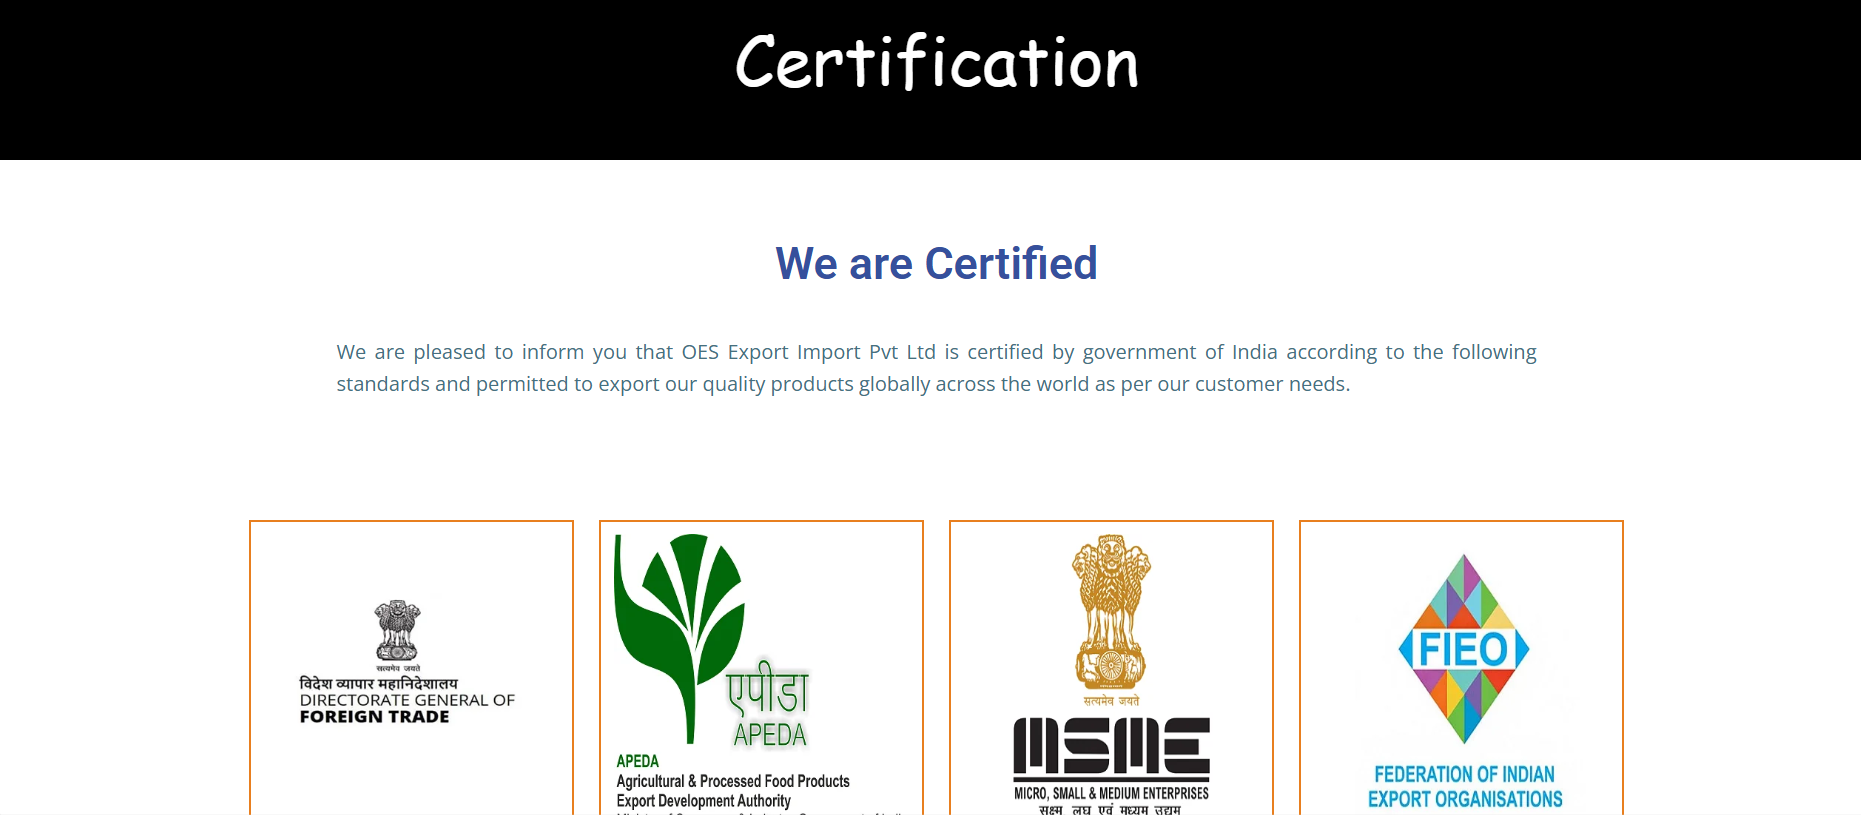 Certification
We are Certified
We are pleased to inform you that OES Export Import Pvt Ltd is certified by government of India according to the following
standards and permitted to export our quality products globally across the world as per our customer needs.
सत्यमेव जयते
विदेश व्यापार महानिदेशालय
DIRECTORATE GENERAL OF
FOREIGN TRADE
एपीडा
APEDA
APEDA
Agricultural & Processed Food Products
Export Development Authority
सत्यमेव जयते
MSME
MICRO, SMALL & MEDIUM ENTERPRISES
सूक्ष्म, लघु एवं मध्यम उद्यम
FIEO
FEDERATION OF INDIAN
EXPORT ORGANISATIONS